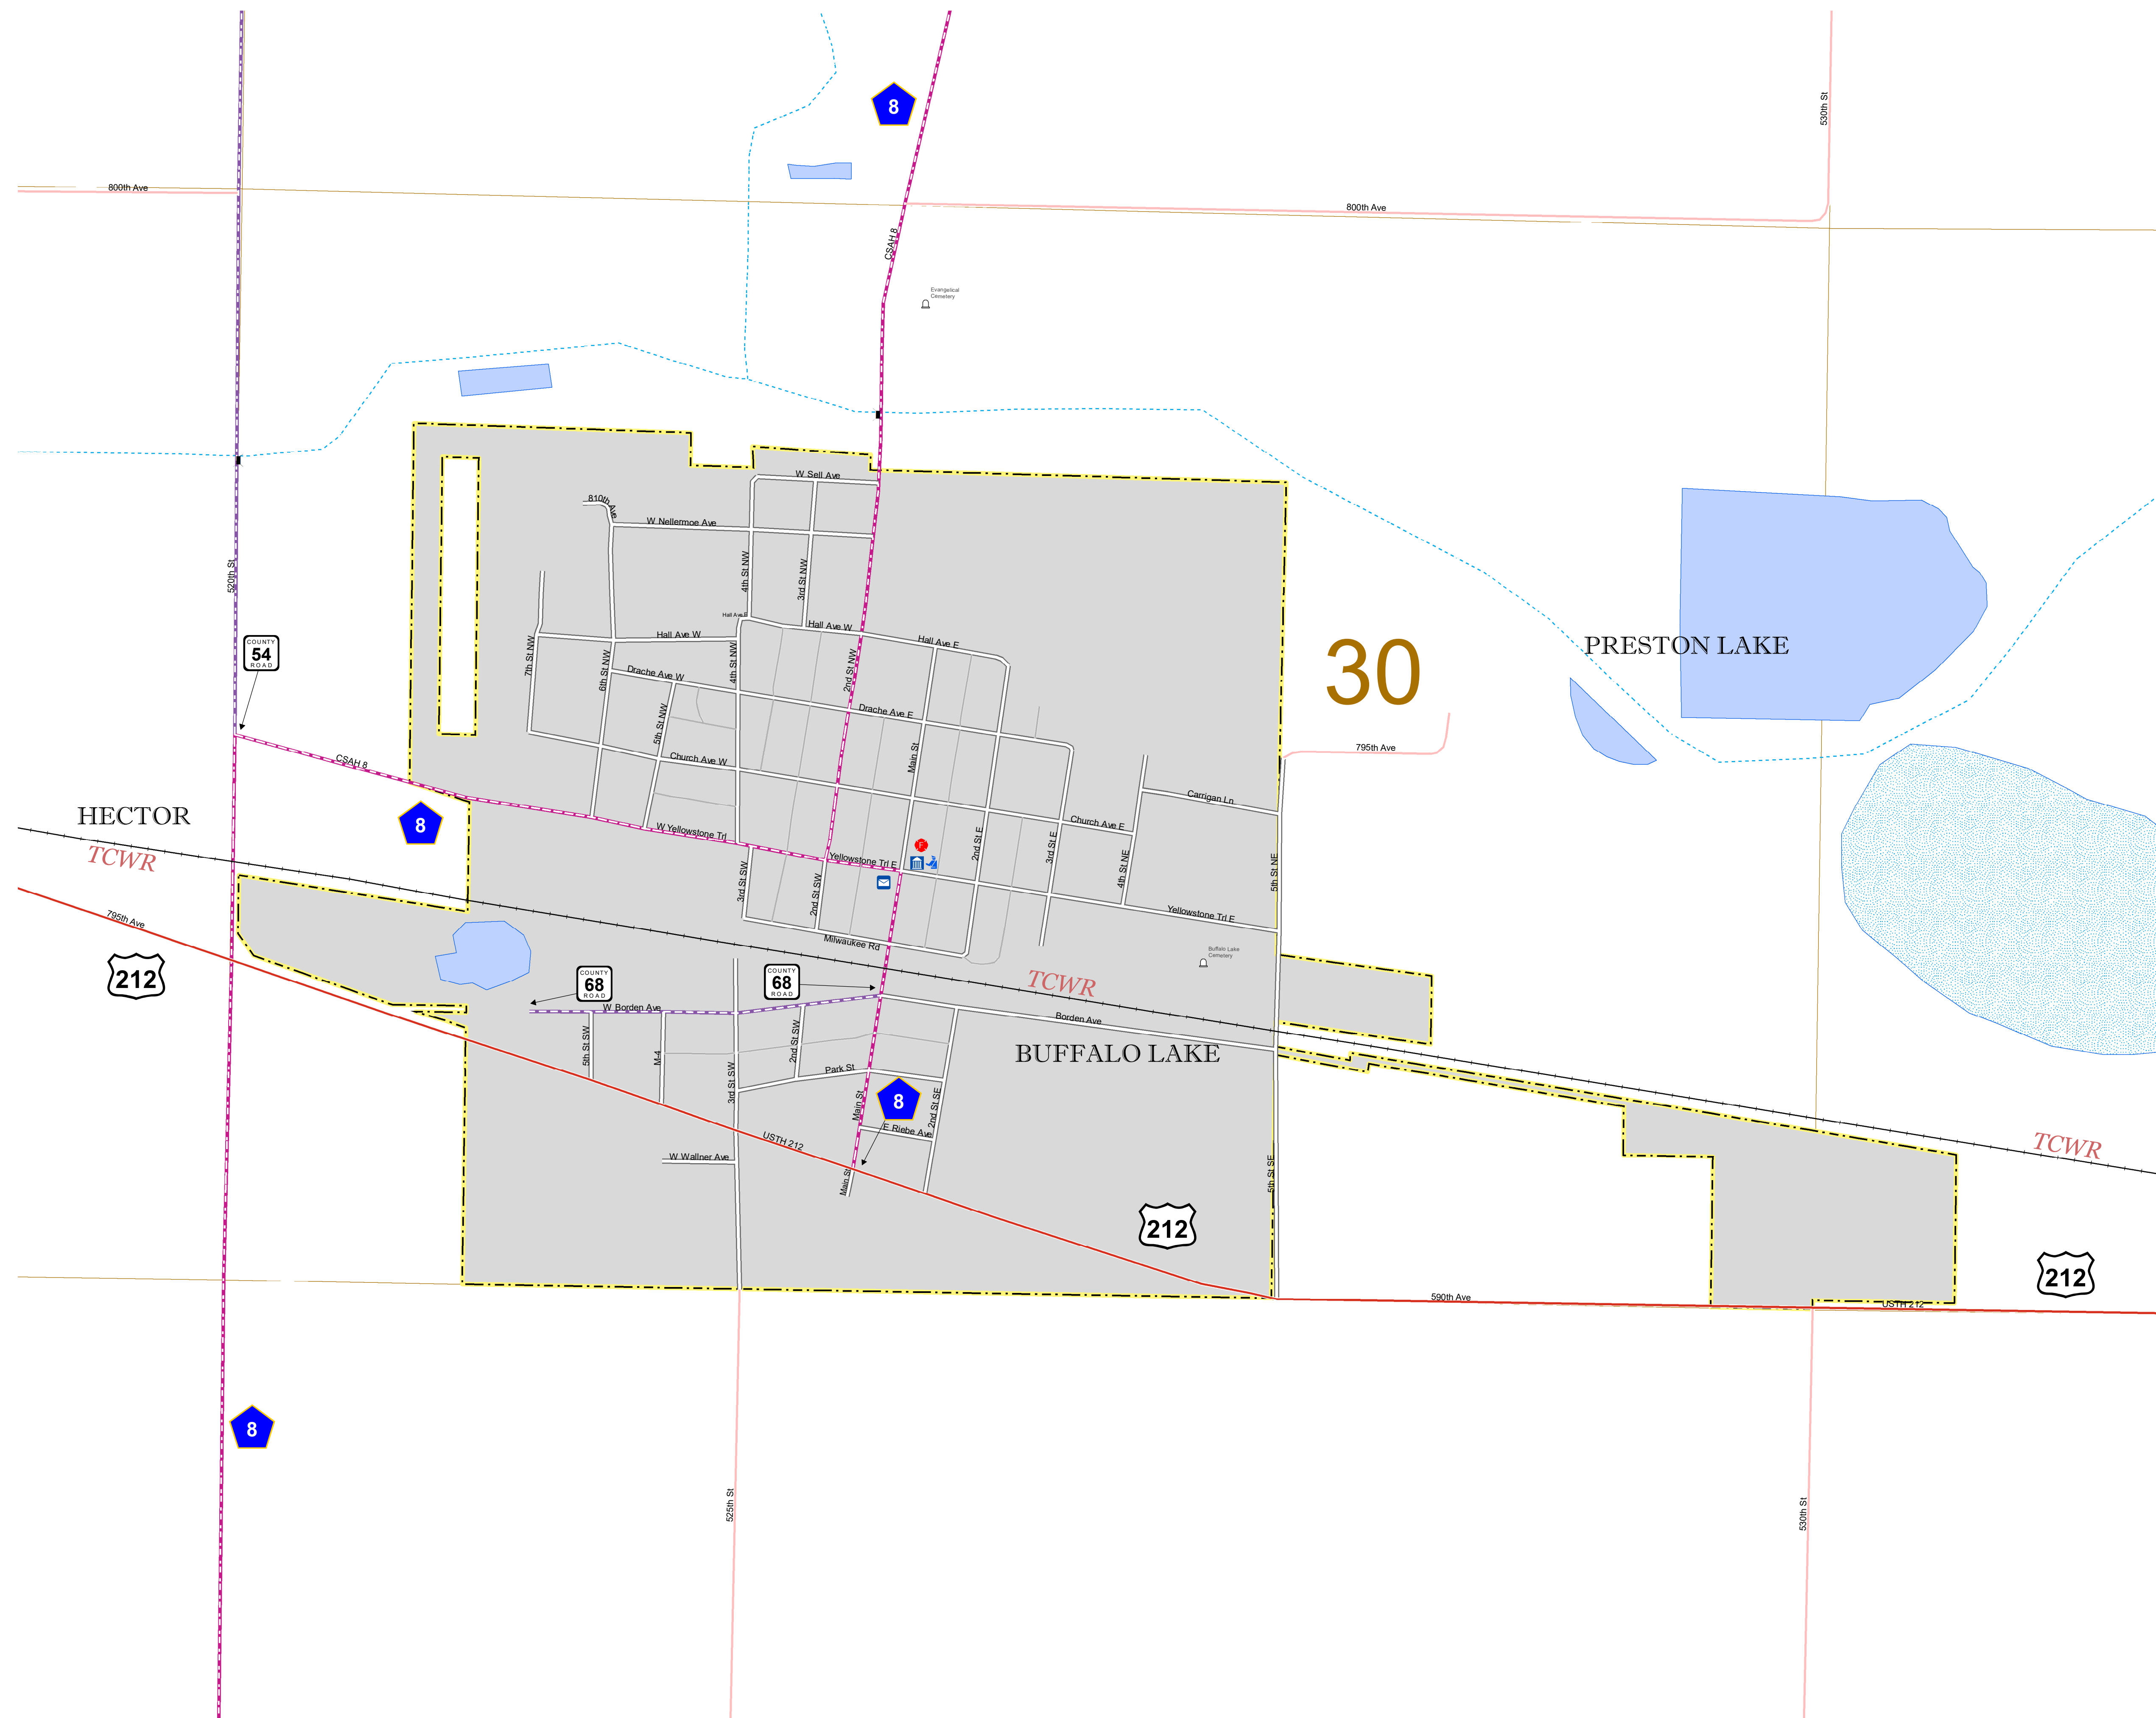 8
530th St
800th Ave
800th Ave
CSAH 8
Evangelical
Cemetery
W Sell Ave
810th Ave
W Nellermoe Ave
520th St
4th St NW
3rd St NW
Hall Ave E
Hall Ave W
Hall Ave W
Hall Ave E
COUNTY
54
ROAD
7th St NW
6th St NW
4th St NW
2nd St NW
Drache Ave W
30
PRESTON LAKE
Drache Ave E
5th St NW
Main St
795th Ave
CSAH 8
Church Ave W
Carrigan Ln
HECTOR
8
W Yellowstone Trl
Church Ave E
TCWR
F
Yellowstone Trl E
2nd St E
3rd St E
4th St NE
5th St NE
3rd St SW
2nd St SW
795th Ave
Yellowstone Trl E
Milwaukee Rd
Buffalo Lake
Cemetery
212
COUNTY
68
ROAD
COUNTY
68
ROAD
TCWR
W Borden Ave
Borden Ave
5th St SW
M-4
2nd St SW
BUFFALO LAKE
3rd St SW
Park St
Main St
8
2nd St SE
E Riebe Ave
USTH 212
TCWR
W Wallner Ave
Main St
5th St SE
212
212
590th Ave
USTH 212
8
525th St
530th St